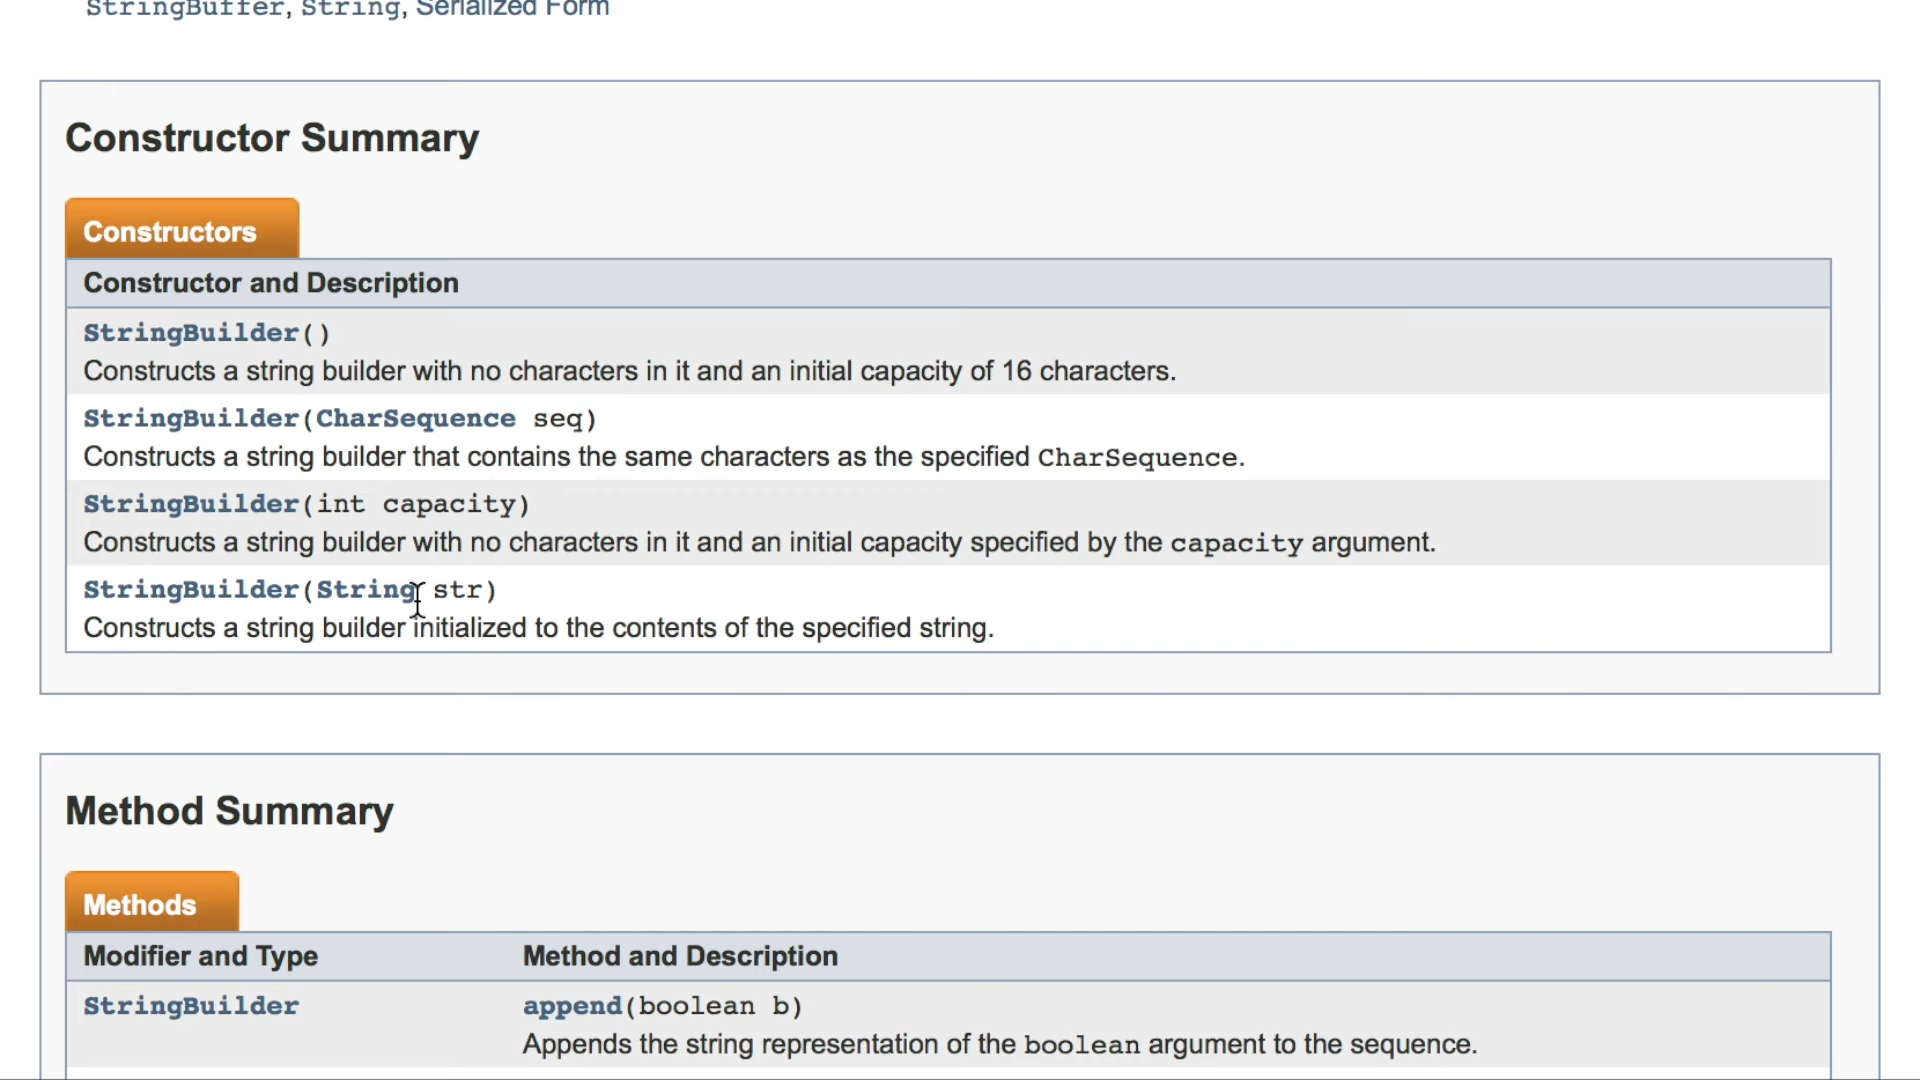 StringBuffer, String, Serialized Form
Constructor Summary
Constructors
Constructor and Description
StringBuilder()
Constructs a string builder with no characters in it and an initial capacity of 16 characters.
StringBuilder(CharSequence seq)
Constructs a string builder that contains the same characters as the specified CharSequence.
StringBuilder(int capacity)
Constructs a string builder with no characters in it and an initial capacity specified by the capacity argument.
StringBuilder(String str)
Constructs a string builder initialized to the contents of the specified string.
Method Summary
Methods
Modifier and Type Method and Description
StringBuilder append(boolean b)
Appends the string representation of the boolean argument to the sequence.